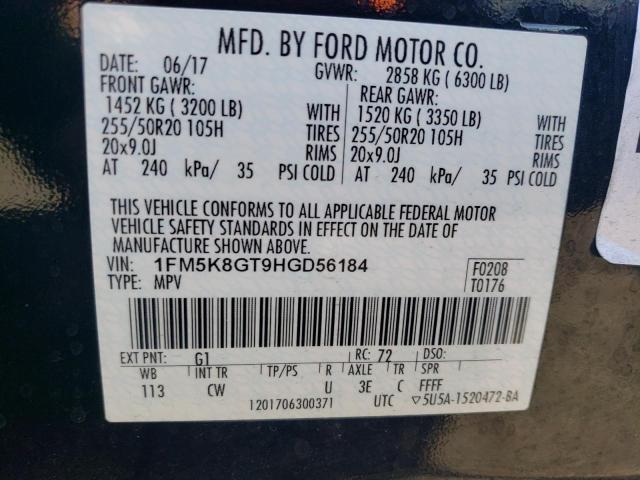 MFD. BY FORD MOTOR CO.
DATE: 06/17 GVWR: 2858 KG ( 6300 LB)
FRONT GAWR: REAR GAWR:
1452 KG ( 3200 LB) WITH 1520 KG ( 3350 LB) WITH
255/50R20 105H TIRES 255/50R20 105H TIRES
20x9.0J RIMS 20x9.0J RIMS
AT 240 kPa/ 35 PSI COLD AT 240 kPa/ 35 PSI COLD
THIS VEHICLE CONFORMS TO ALL APPLICABLE FEDERAL MOTOR
VEHICLE SAFETY STANDARDS IN EFFECT ON THE DATE OF
MANUFACTURE SHOWN ABOVE.
VIN: 1FM5K8GT9HGD56184 F0208
TYPE: MPV T0176
EXT PNT: G1 RC: 72 DSO:
WB INT TR TP/PS R AXLE TR SPR
113 CW U 3E C FFFF
1201706300371 UTC ▽5U5A-1520472-BA